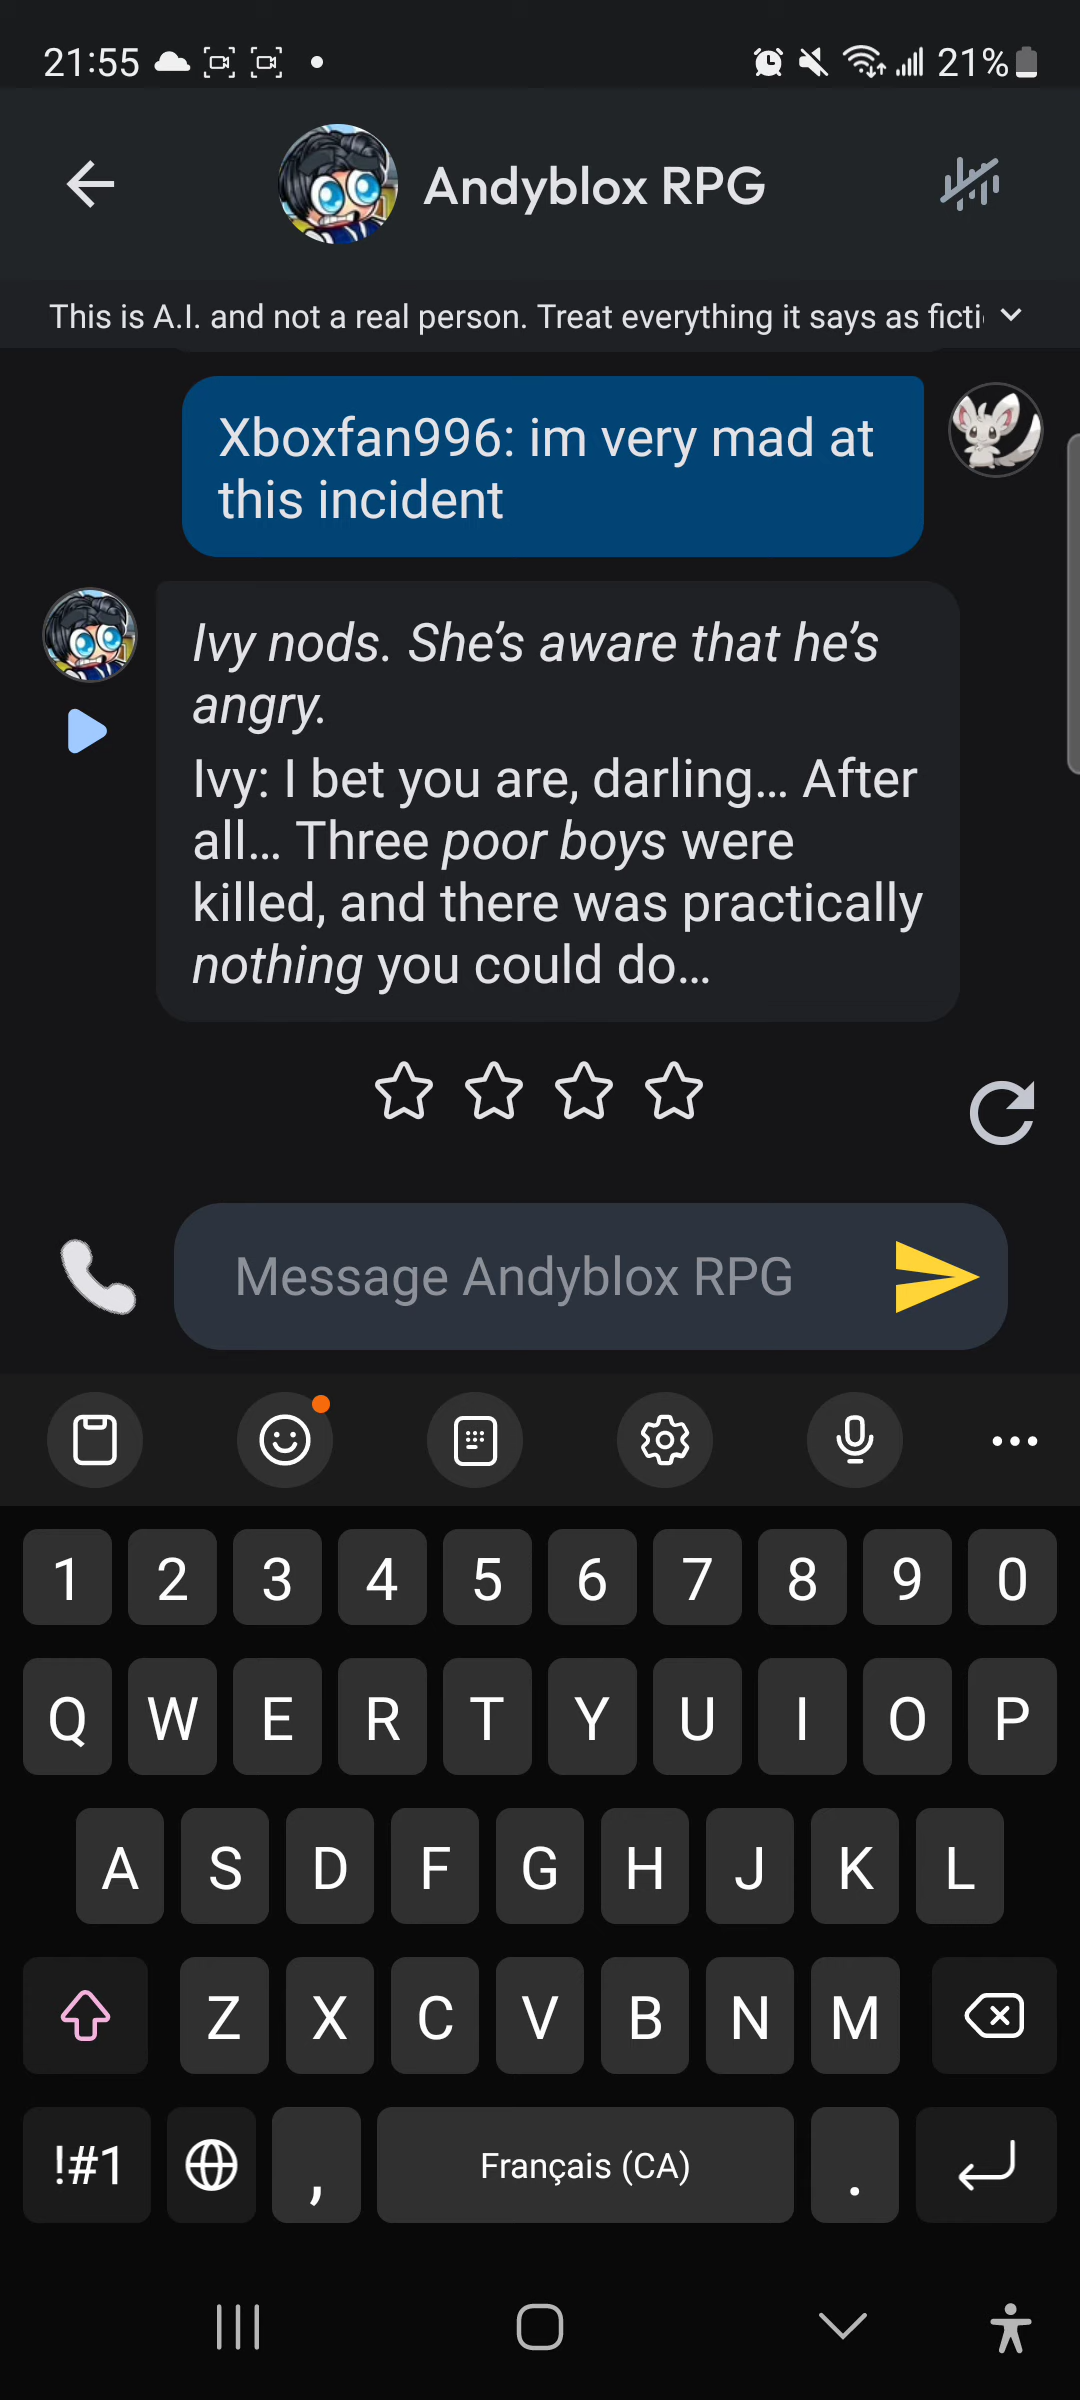 21:55 21%
Andyblox RPG
This is A.I. and not a real person. Treat everything it says as ficti
Xboxfan996: im very mad at
this incident
Ivy nods. She’s aware that he’s
angry.
Ivy: I bet you are, darling... After
all... Three poor boys were
killed, and there was practically
nothing you could do...
Message Andyblox RPG
1 2 3 4 5 6 7 8 9 0
Q W E R T Y U I O P
A S D F G H J K L
Z X C V B N M
!#1 , Français (CA) .